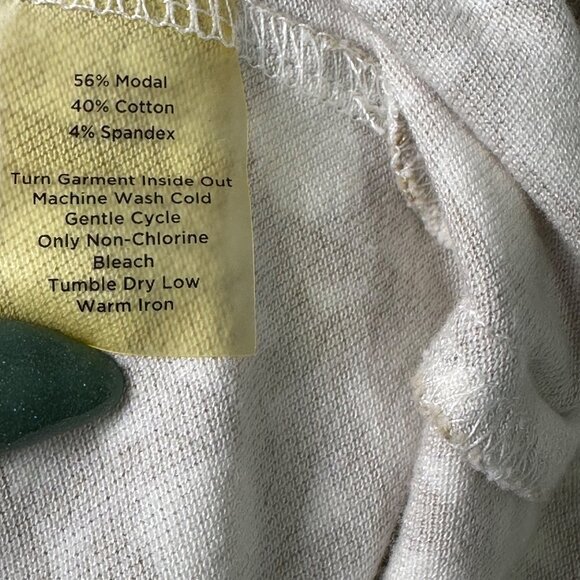 56% Modal
40% Cotton
4% Spandex
Turn Garment Inside Out
Machine Wash Cold
Gentle Cycle
Only Non-Chlorine
Bleach
Tumble Dry Low
Warm Iron